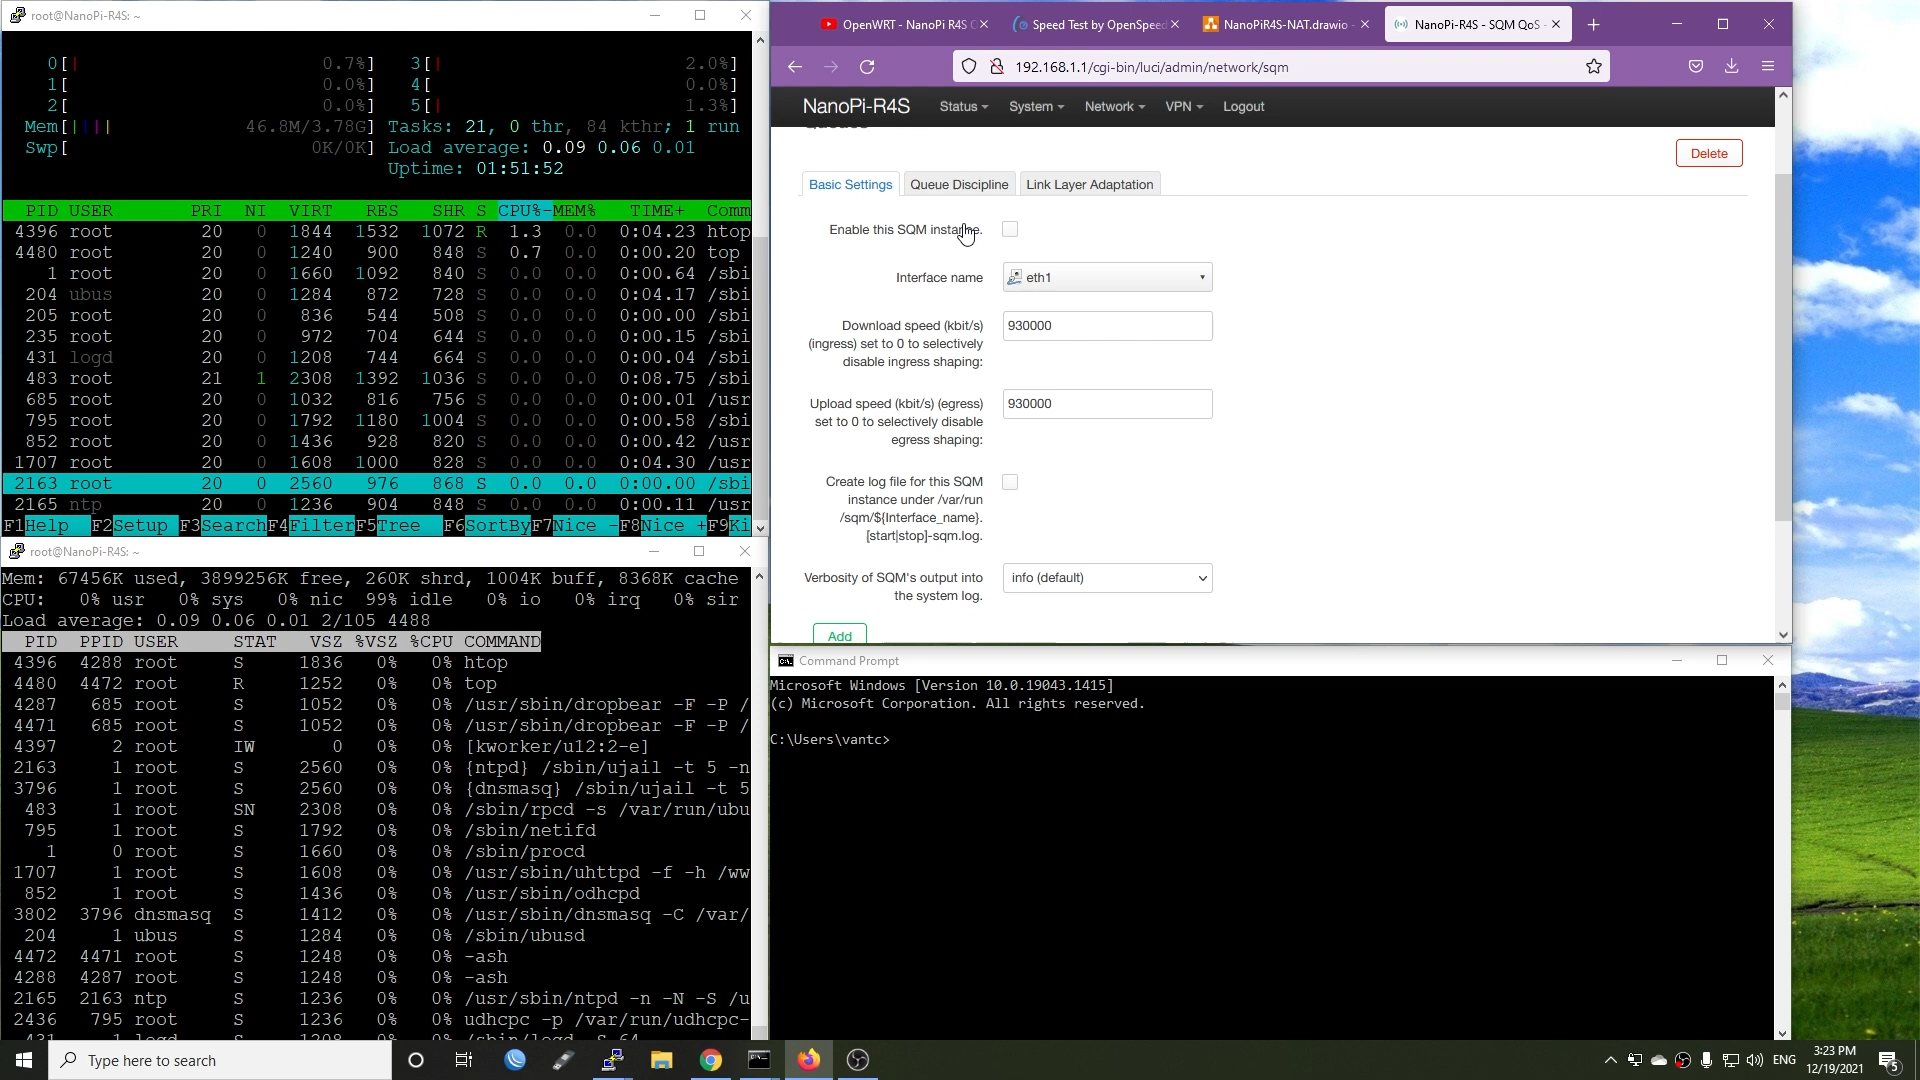 root@NanoPi-R4S: ~
0[| 0.7%] 3[| 2.0%]
1[ 0.0%] 4[ 0.0%]
2[ 0.0%] 5[| 1.3%]
Mem[||||| 46.8M/3.78G] Tasks: 21, 0 thr, 84 kthr; 1 run
Swp[ 0K/0K] Load average: 0.09 0.06 0.01
Uptime: 01:51:52
PID USER PRI NI VIRT RES SHR S CPU%-MEM% TIME+ Comm
4396 root 20 0 1844 1532 1072 R 1.3 0.0 0:04.23 htop
4480 root 20 0 1240 900 848 S 0.7 0.0 0:00.20 top
1 root 20 0 1660 1092 840 S 0.0 0.0 0:00.64 /sbi
204 ubus 20 0 1284 872 728 S 0.0 0.0 0:04.17 /sbi
205 root 20 0 836 544 508 S 0.0 0.0 0:00.00 /sbi
235 root 20 0 972 704 644 S 0.0 0.0 0:00.15 /sbi
431 logd 20 0 1208 744 664 S 0.0 0.0 0:00.04 /sbi
483 root 21 1 2308 1392 1036 S 0.0 0.0 0:08.75 /sbi
685 root 20 0 1032 816 756 S 0.0 0.0 0:00.01 /usr
795 root 20 0 1792 1180 1004 S 0.0 0.0 0:00.58 /sbi
852 root 20 0 1436 928 820 S 0.0 0.0 0:00.42 /usr
1707 root 20 0 1608 1000 828 S 0.0 0.0 0:04.30 /usr
2163 root 20 0 2560 976 868 S 0.0 0.0 0:00.00 /sbi
2165 ntp 20 0 1236 904 848 S 0.0 0.0 0:00.11 /usr
F1Help F2Setup F3SearchF4FilterF5Tree F6SortByF7Nice -F8Nice +F9Ki
root@NanoPi-R4S: ~
Mem: 67456K used, 3899256K free, 260K shrd, 1004K buff, 8368K cache
CPU: 0% usr 0% sys 0% nic 99% idle 0% io 0% irq 0% sir
Load average: 0.09 0.06 0.01 2/105 4488
PID PPID USER STAT VSZ %VSZ %CPU COMMAND
4396 4288 root S 1836 0% 0% htop
4480 4472 root R 1252 0% 0% top
4287 685 root S 1052 0% 0% /usr/sbin/dropbear -F -P /
4471 685 root S 1052 0% 0% /usr/sbin/dropbear -F -P /
4397 2 root IW 0 0% 0% [kworker/u12:2-e]
2163 1 root S 2560 0% 0% {ntpd} /sbin/ujail -t 5 -n
3796 1 root S 2560 0% 0% {dnsmasq} /sbin/ujail -t 5
483 1 root SN 2308 0% 0% /sbin/rpcd -s /var/run/ubu
795 1 root S 1792 0% 0% /sbin/netifd
1 0 root S 1660 0% 0% /sbin/procd
1707 1 root S 1608 0% 0% /usr/sbin/uhttpd -f -h /ww
852 1 root S 1436 0% 0% /usr/sbin/odhcpd
3802 3796 dnsmasq S 1412 0% 0% /usr/sbin/dnsmasq -C /var/
204 1 ubus S 1284 0% 0% /sbin/ubusd
4472 4471 root S 1248 0% 0% -ash
4288 4287 root S 1248 0% 0% -ash
2165 2163 ntp S 1236 0% 0% /usr/sbin/ntpd -n -N -S /u
2436 795 root S 1236 0% 0% udhcpc -p /var/run/udhcpc-
431 1 logd S 1208 0% 0% /sbin/logd -S 64
OpenWRT - NanoPi R4S
Speed Test by OpenSpeed
NanoPiR4S-NAT.drawio -
NanoPi-R4S - SQM QoS -
192.168.1.1/cgi-bin/luci/admin/network/sqm
NanoPi-R4S Status System Network VPN Logout
Delete
Basic Settings Queue Discipline Link Layer Adaptation
Enable this SQM instance.
Interface name eth1
Download speed (kbit/s) 930000
(ingress) set to 0 to selectively
disable ingress shaping:
Upload speed (kbit/s) (egress) 930000
set to 0 to selectively disable
egress shaping:
Create log file for this SQM
instance under /var/run
/sqm/${Interface_name}.
[start|stop]-sqm.log.
Verbosity of SQM's output into info (default)
the system log.
Add
Command Prompt
Microsoft Windows [Version 10.0.19043.1415]
(c) Microsoft Corporation. All rights reserved.
C:\Users\vantc>
Type here to search
ENG
3:23 PM
12/19/2021
5